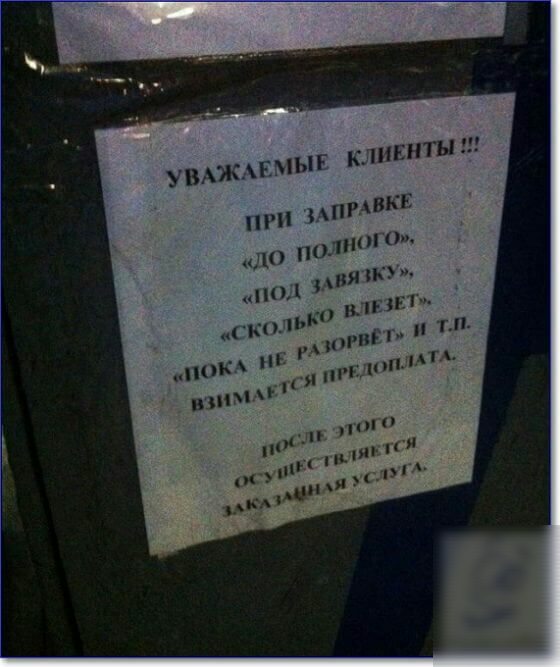 УВАЖАЕМЫЕ КЛИЕНТЫ!!!
ПРИ ЗАПРАВКЕ
«ДО ПОЛНОГО»,
«ПОД ЗАВЯЗКУ»,
«СКОЛЬКО ВЛЕЗЕТ»,
«ПОКА НЕ РАЗОРВЁТ» И Т.П.
ВЗИМАЕТСЯ ПРЕДОПЛАТА.
ПОСЛЕ ЭТОГО
ОСУЩЕСТВЛЯЕТСЯ
ЗАКАЗАННАЯ УСЛУГА.